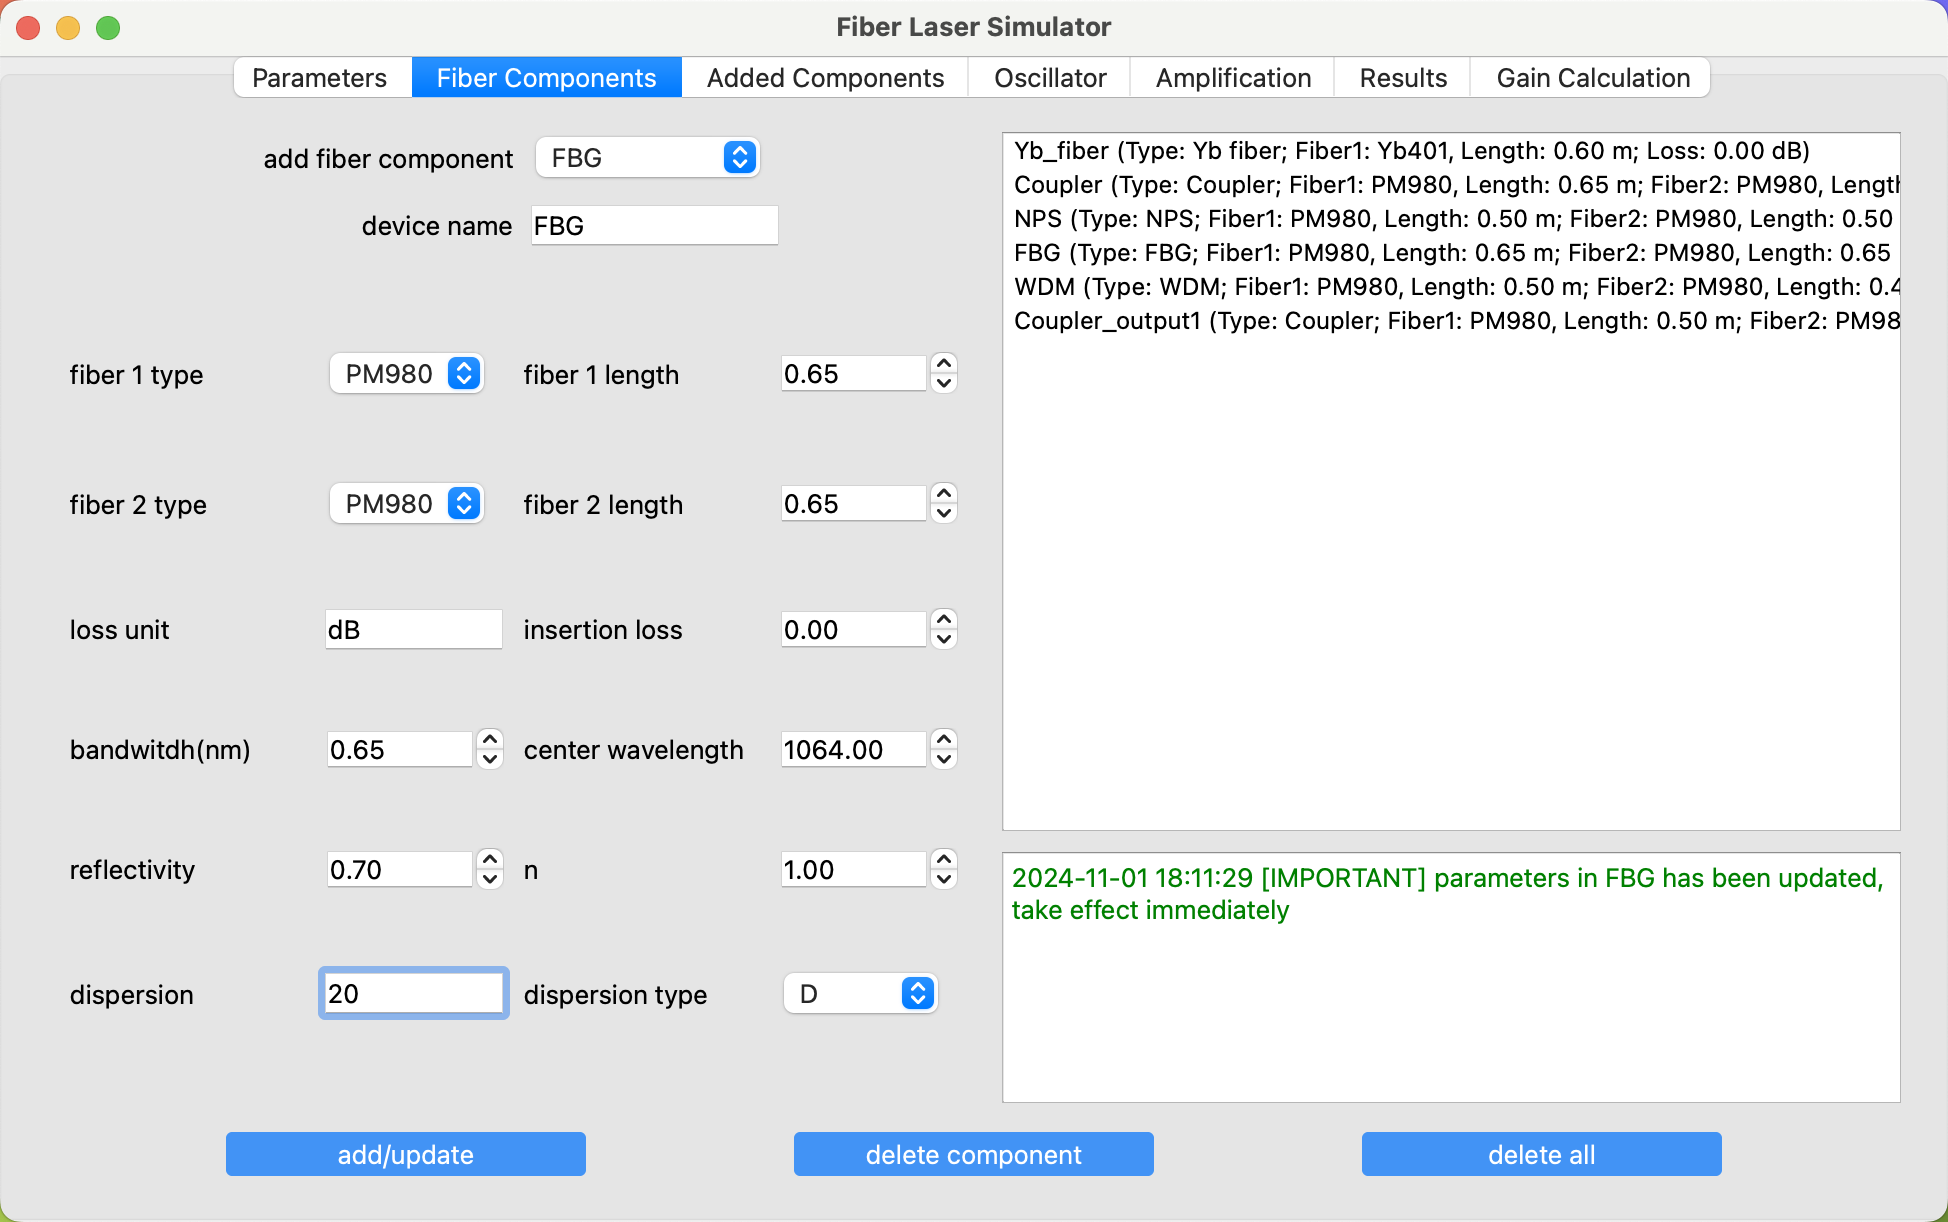 Fiber Laser Simulator
Parameters Fiber Components Added Components Oscillator Amplification Results Gain Calculation
add fiber component FBG
device name FBG
fiber 1 type PM980 fiber 1 length 0.65
fiber 2 type PM980 fiber 2 length 0.65
loss unit dB insertion loss 0.00
bandwitdh(nm) 0.65 center wavelength 1064.00
reflectivity 0.70 n 1.00
dispersion 20 dispersion type D
Yb_fiber (Type: Yb fiber; Fiber1: Yb401, Length: 0.60 m; Loss: 0.00 dB)
Coupler (Type: Coupler; Fiber1: PM980, Length: 0.65 m; Fiber2: PM980, Length
NPS (Type: NPS; Fiber1: PM980, Length: 0.50 m; Fiber2: PM980, Length: 0.50
FBG (Type: FBG; Fiber1: PM980, Length: 0.65 m; Fiber2: PM980, Length: 0.65
WDM (Type: WDM; Fiber1: PM980, Length: 0.50 m; Fiber2: PM980, Length: 0.4
Coupler_output1 (Type: Coupler; Fiber1: PM980, Length: 0.50 m; Fiber2: PM98
2024-11-01 18:11:29 [IMPORTANT] parameters in FBG has been updated,
take effect immediately
add/update delete component delete all